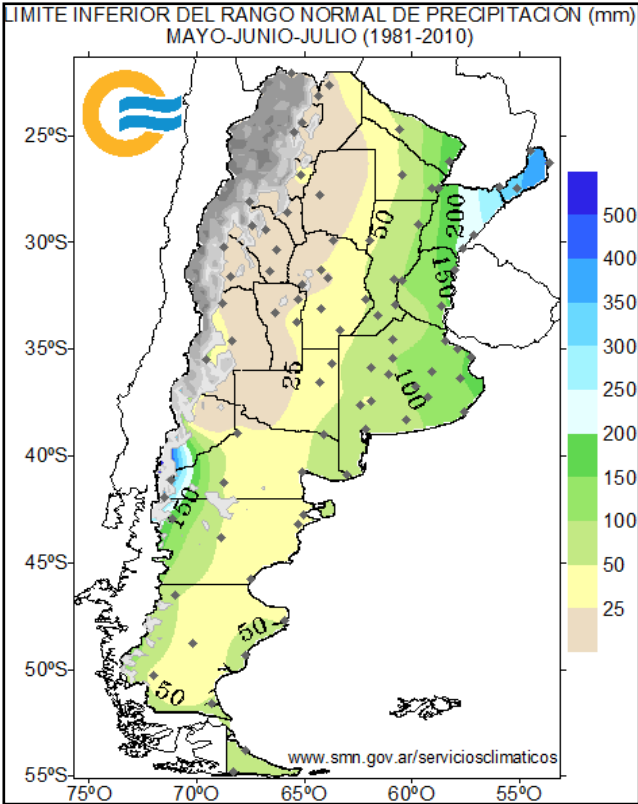 LIMITE INFERIOR DEL RANGO NORMAL DE PRECIPITACIÓN (mm)
MAYO-JUNIO-JULIO (1981-2010)
25ºS
30ºS
35ºS
40ºS
45ºS
50ºS
55ºS
75ºO 70ºO 65ºO 60ºO 55ºO
50
200
150
25
100
150
50
50
500
400
350
300
250
200
150
100
50
25
www.smn.gov.ar/serviciosclimaticos